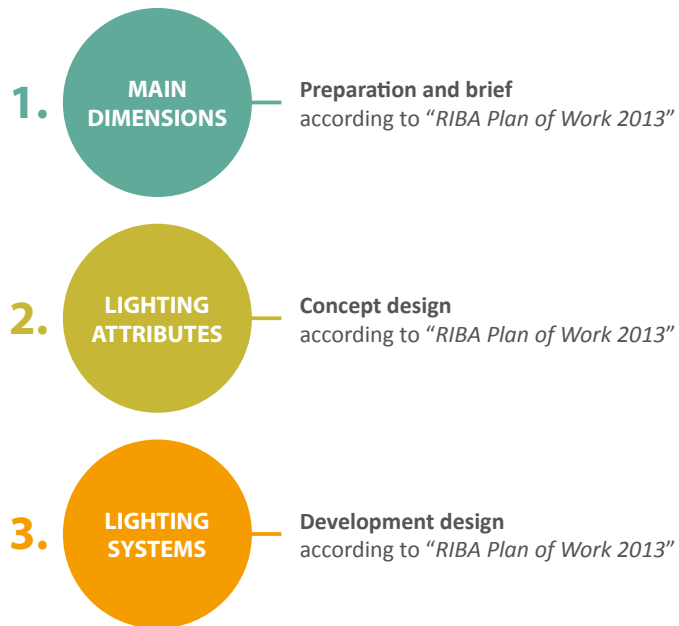 1.
MAIN
DIMENSIONS
Preparation and brief
according to “RIBA Plan of Work 2013”
2.
LIGHTING
ATTRIBUTES
Concept design
according to “RIBA Plan of Work 2013”
3.
LIGHTING
SYSTEMS
Development design
according to “RIBA Plan of Work 2013”